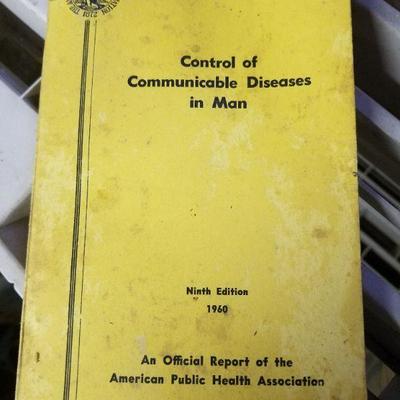 Control of
Communicable Diseases
in Man
Ninth Edition
1960
An Official Report of the
American Public Health Association